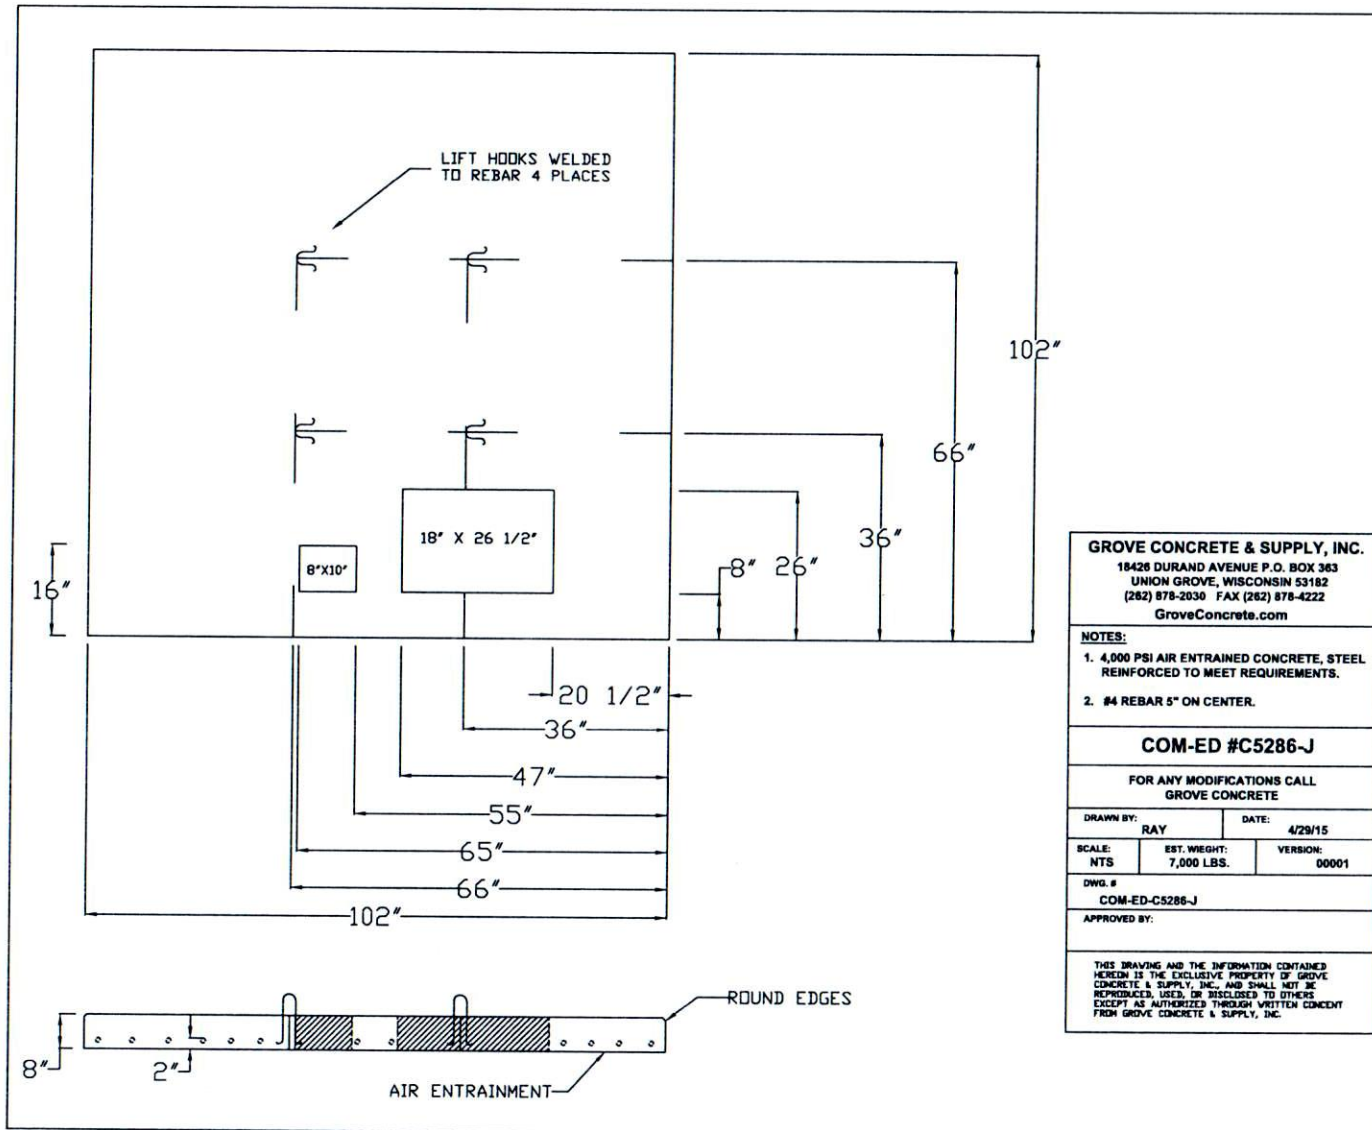 LIFT HOOKS WELDED
TO REBAR 4 PLACES
102"
66"
36"
18" X 26 1/2"
8" 26"
8"X10"
16"
20 1/2"
36"
47"
55"
65"
66"
102"
ROUND EDGES
8"
2"
AIR ENTRAINMENT
GROVE CONCRETE & SUPPLY, INC.
18426 DURAND AVENUE P.O. BOX 363
UNION GROVE, WISCONSIN 53182
(262) 878-2030 FAX (262) 878-4222
GroveConcrete.com
NOTES:
1. 4,000 PSI AIR ENTRAINED CONCRETE, STEEL
REINFORCED TO MEET REQUIREMENTS.
2. #4 REBAR 5" ON CENTER.
COM-ED #C5286-J
FOR ANY MODIFICATIONS CALL
GROVE CONCRETE
DRAWN BY: DATE:
RAY 4/29/15
SCALE: EST. WIEGHT: VERSION:
NTS 7,000 LBS. 00001
DWG. #
COM-ED-C5286-J
APPROVED BY:
THIS DRAWING AND THE INFORMATION CONTAINED
HEREON IS THE EXCLUSIVE PROPERTY OF GROVE
CONCRETE & SUPPLY, INC., AND SHALL NOT BE
REPRODUCED, USED, OR DISCLOSED TO OTHERS
EXCEPT AS AUTHORIZED THROUGH WRITTEN CONCENT
FROM GROVE CONCRETE & SUPPLY, INC.